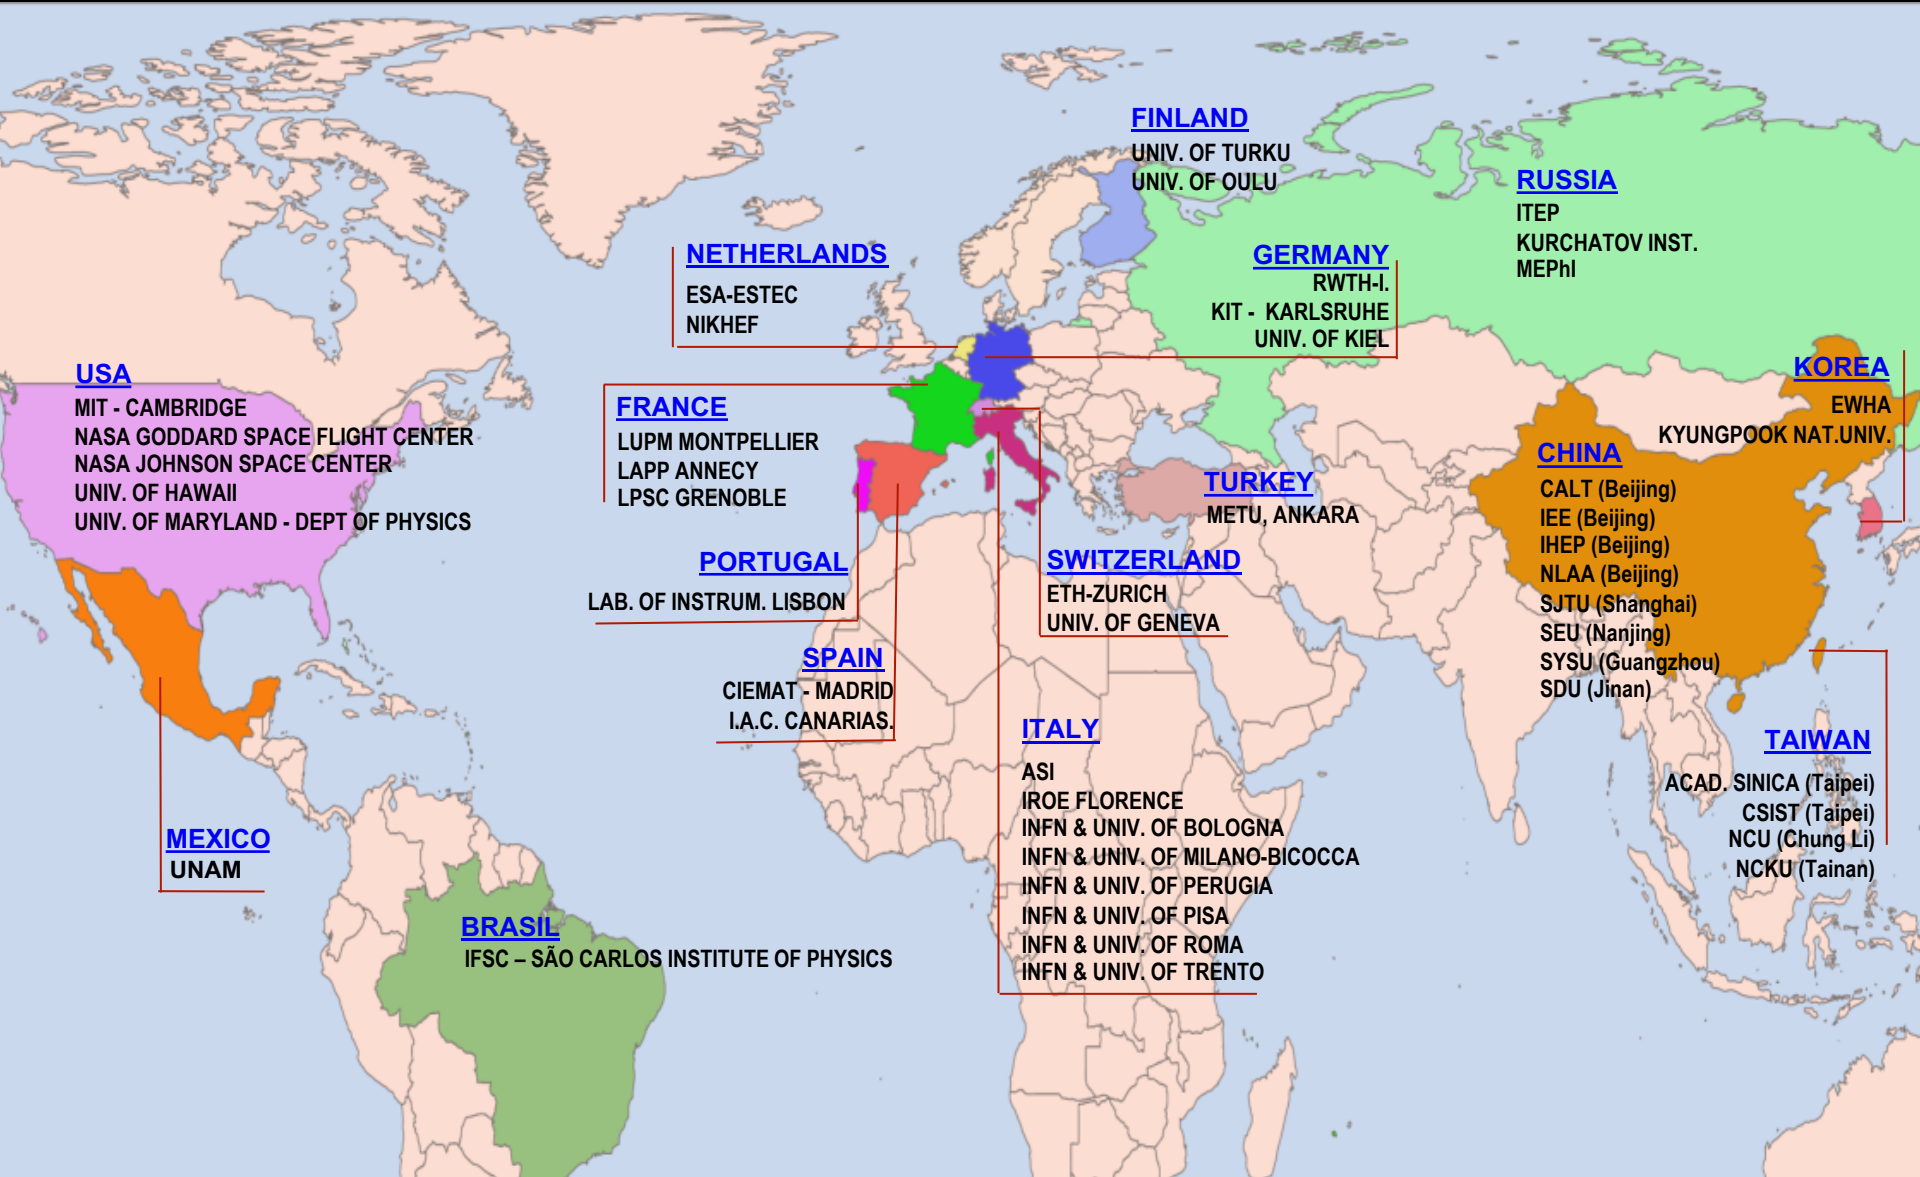 FINLAND
UNIV. OF TURKU
UNIV. OF OULU
RUSSIA
ITEP
KURCHATOV INST.
MEPhI
NETHERLANDS
ESA-ESTEC
NIKHEF
GERMANY
RWTH-I.
KIT - KARLSRUHE
UNIV. OF KIEL
USA
MIT - CAMBRIDGE
NASA GODDARD SPACE FLIGHT CENTER
NASA JOHNSON SPACE CENTER
UNIV. OF HAWAII
UNIV. OF MARYLAND - DEPT OF PHYSICS
FRANCE
LUPM MONTPELLIER
LAPP ANNECY
LPSC GRENOBLE
KOREA
EWHA
KYUNGPOOK NAT.UNIV.
CHINA
CALT (Beijing)
IEE (Beijing)
IHEP (Beijing)
NLAA (Beijing)
SJTU (Shanghai)
SEU (Nanjing)
SYSU (Guangzhou)
SDU (Jinan)
TURKEY
METU, ANKARA
PORTUGAL
LAB. OF INSTRUM. LISBON
SWITZERLAND
ETH-ZURICH
UNIV. OF GENEVA
SPAIN
CIEMAT - MADRID
I.A.C. CANARIAS.
ITALY
ASI
IROE FLORENCE
INFN & UNIV. OF BOLOGNA
INFN & UNIV. OF MILANO-BICOCCA
INFN & UNIV. OF PERUGIA
INFN & UNIV. OF PISA
INFN & UNIV. OF ROMA
INFN & UNIV. OF TRENTO
TAIWAN
ACAD. SINICA (Taipei)
CSIST (Taipei)
NCU (Chung Li)
NCKU (Tainan)
MEXICO
UNAM
BRASIL
IFSC – SÃO CARLOS INSTITUTE OF PHYSICS